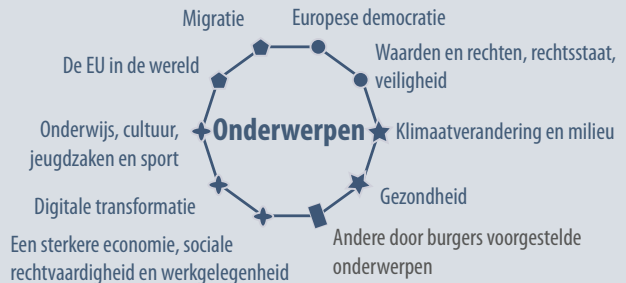 Migratie
Europese democratie
De EU in de wereld
Waarden en rechten, rechtsstaat,
veiligheid
Onderwijs, cultuur,
jeugdzaken en sport
Onderwerpen
Klimaatverandering en milieu
Digitale transformatie
Gezondheid
Een sterkere economie, sociale
rechtvaardigheid en werkgelegenheid
Andere door burgers voorgestelde
onderwerpen